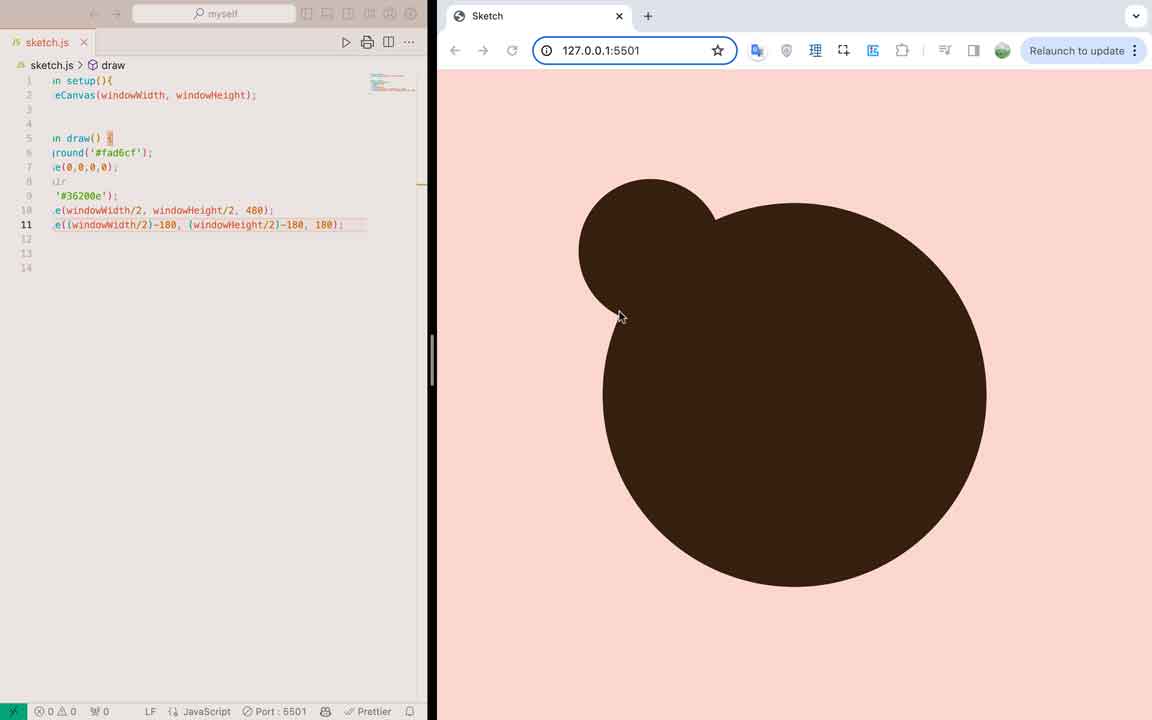 myself
JS sketch.js
JS sketch.js > draw
1 n setup(){
2 eCanvas(windowWidth, windowHeight);
3
4
5 n draw() {
6 round('#fad6cf');
7 e(0,0,0,0);
8 ir
9 '#36200e');
10 e(windowWidth/2, windowHeight/2, 480);
11 e((windowWidth/2)-180, (windowHeight/2)-180, 180);
12
13
14
0 0 0 LF {} JavaScript Port : 5501 Prettier
Sketch
127.0.0.1:5501
Relaunch to update